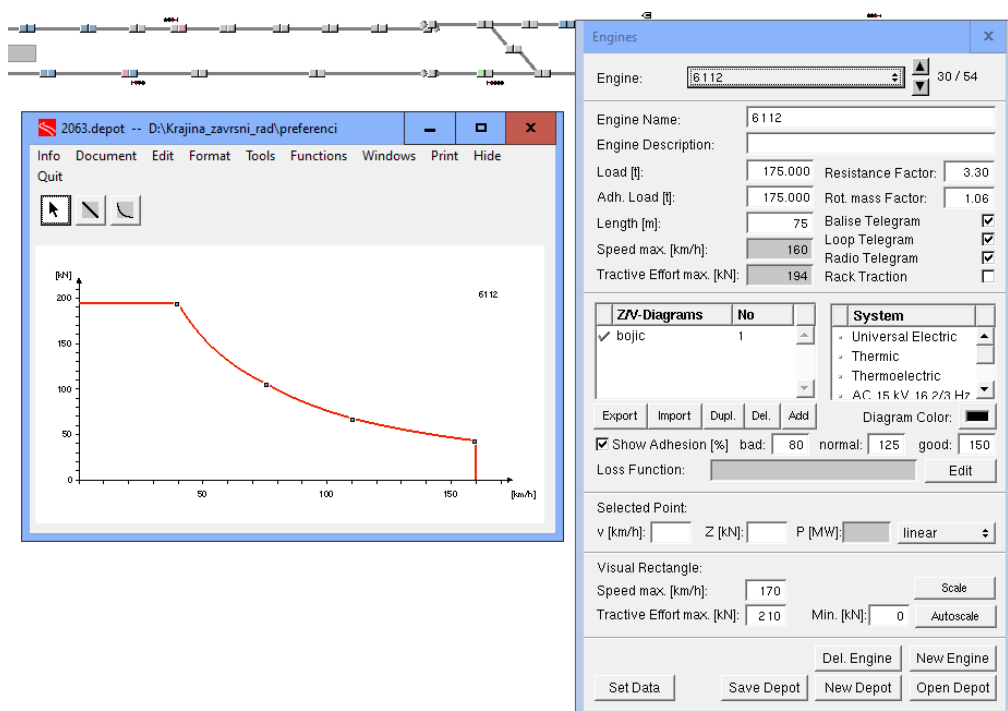 2063.depot -- D:\Krajina_zavrsni_rad\preferenci
Info Document Edit Format Tools Functions Windows Print Hide
Quit
[kN]
200
150
100
50
0
50 100 150 [km/h]
6112
Engines x
Engine: 6112 30 / 54
Engine Name: 6112
Engine Description:
Load [t]: 175.000 Resistance Factor: 3.30
Adh. Load [t]: 175.000 Rot. mass Factor: 1.06
Length [m]: 75 Balise Telegram
Loop Telegram
Speed max. [km/h]: 160 Radio Telegram
Tractive Effort max. [kN]: 194 Rack Traction
Z/V-Diagrams No System
bojic 1 Universal Electric
Thermic
Thermoelectric
AC 15 kV 16 2/3 Hz
Export Import Dupl. Del. Add Diagram Color:
Show Adhesion [%] bad: 80 normal: 125 good: 150
Loss Function: Edit
Selected Point:
v [km/h]: Z [kN]: P [MW]: linear
Visual Rectangle:
Speed max. [km/h]: 170 Scale
Tractive Effort max. [kN]: 210 Min. [kN]: 0 Autoscale
Del. Engine New Engine
Set Data Save Depot New Depot Open Depot